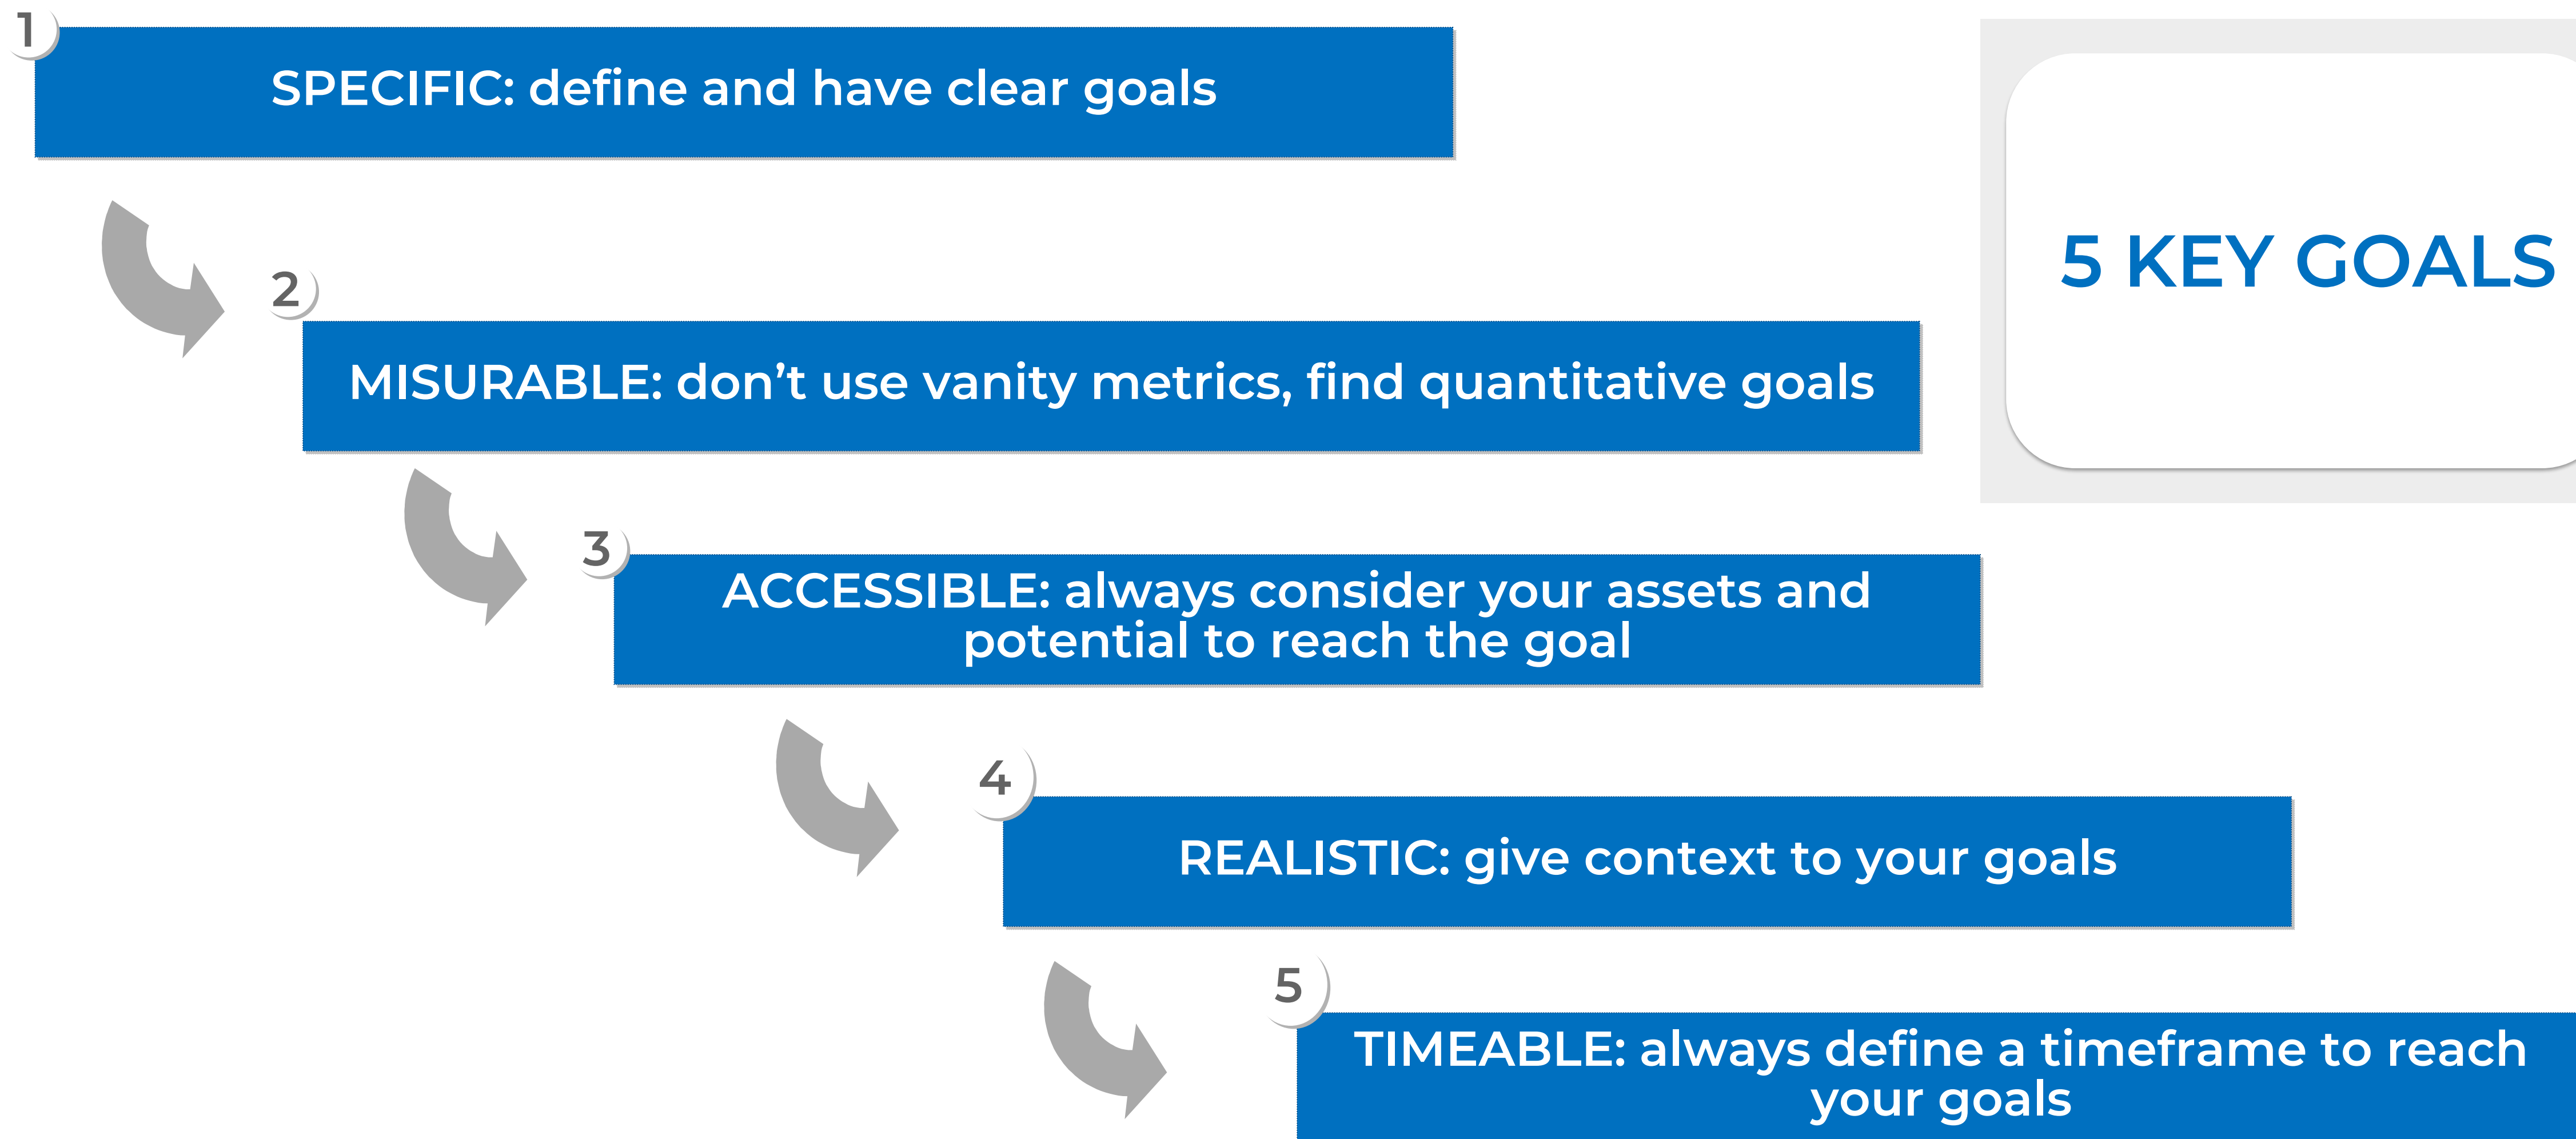 1
SPECIFIC: define and have clear goals
5 KEY GOALS
2
MISURABLE: don’t use vanity metrics, find quantitative goals
3
ACCESSIBLE: always consider your assets and
potential to reach the goal
4
REALISTIC: give context to your goals
5
TIMEABLE: always define a timeframe to reach
your goals